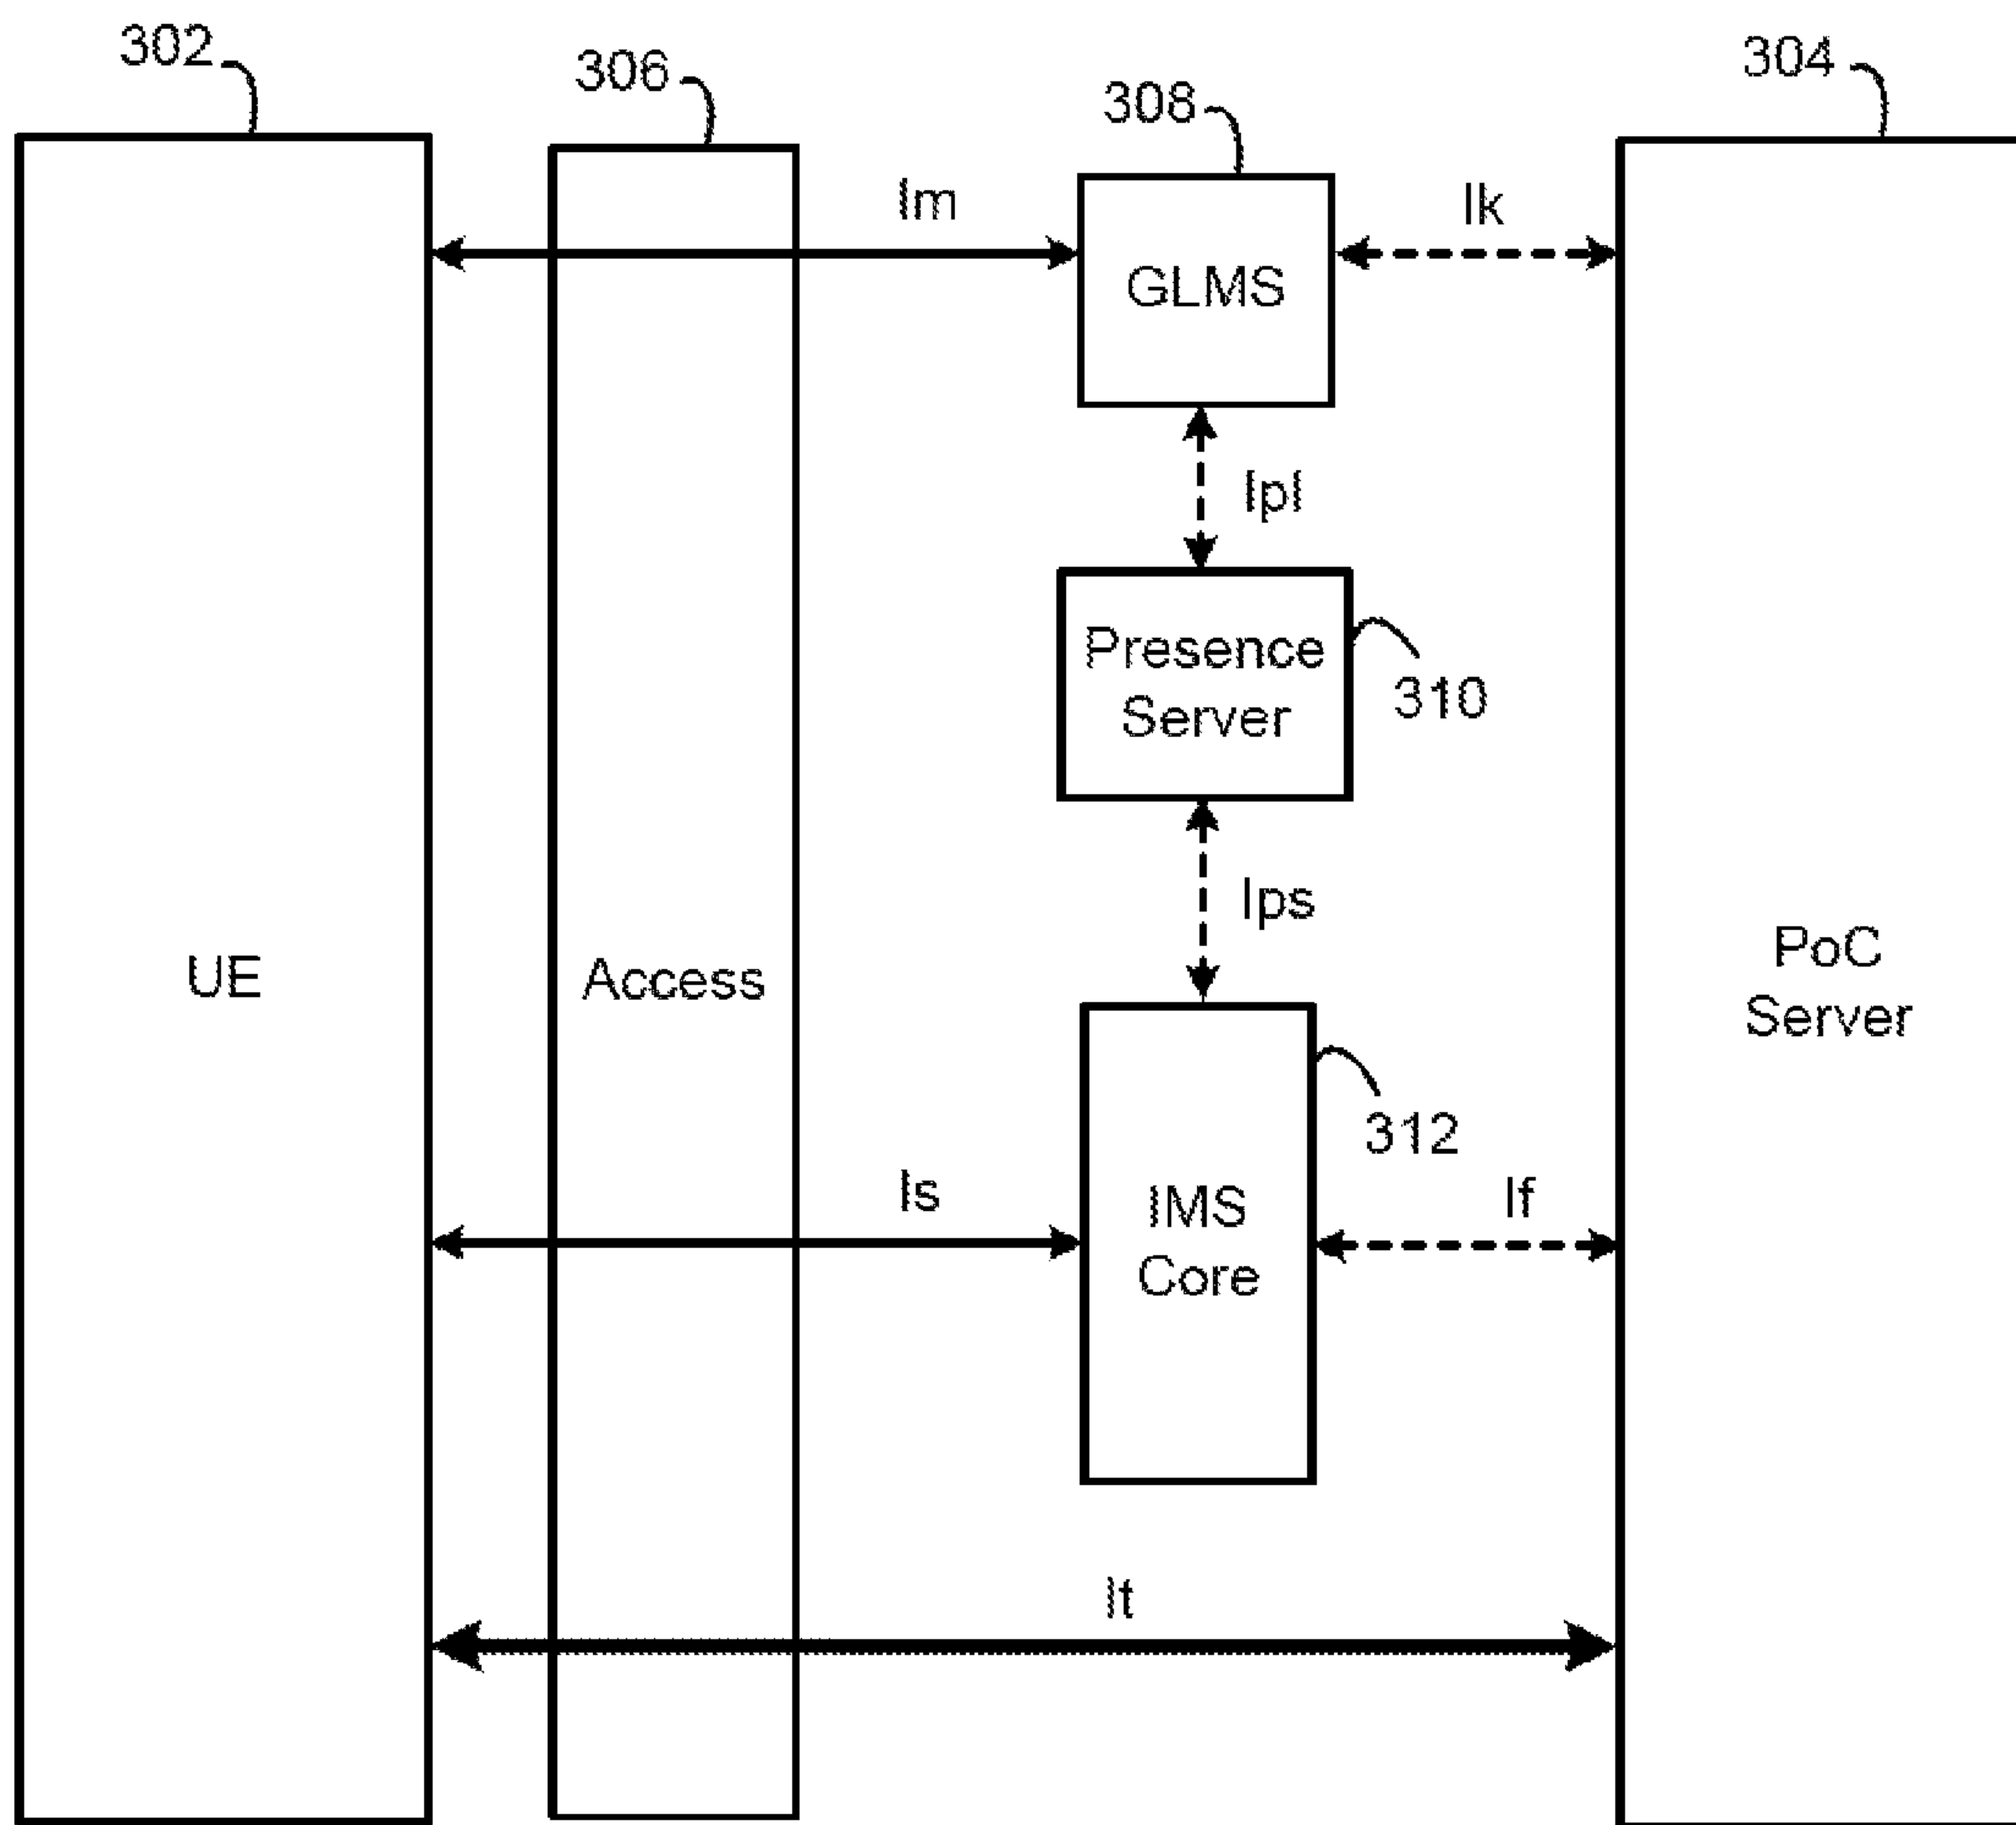 302
306
308
304
Im
Ik
GLMS
Ipl
Presence
Server
310
Ips
UE
Access
PoC
Server
312
Is
IMS
Core
If
It